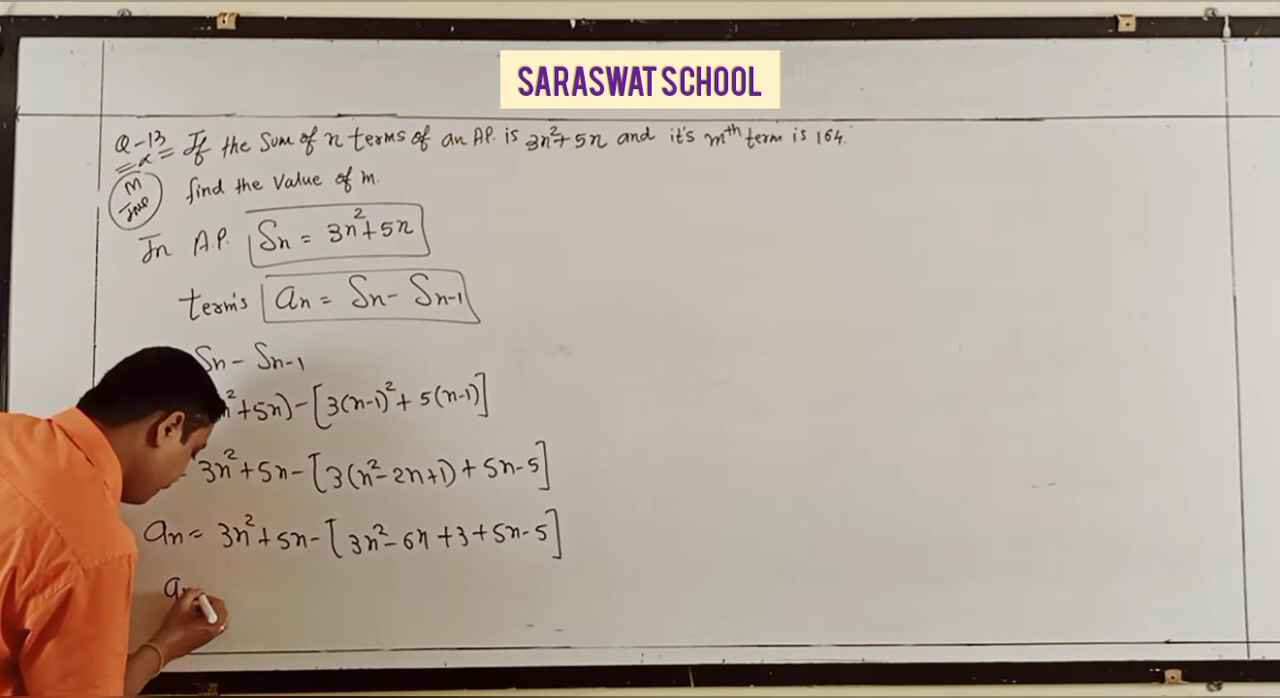 SARASWAT SCHOOL
Q-13 If the Sum of n terms of an A.P. is 3n²+5n and it's mth term is 164.
M Imp
find the Value of m.
In A.P. Sn = 3n²+5n
term's an = Sn - Sn-1
Sn - Sn-1
²+5n) - [3(n-1)² + 5(n-1)]
3n² + 5n - [3(n² - 2n+1) + 5n-5]
an = 3n² + 5n - [3n² - 6n + 3 + 5n - 5]